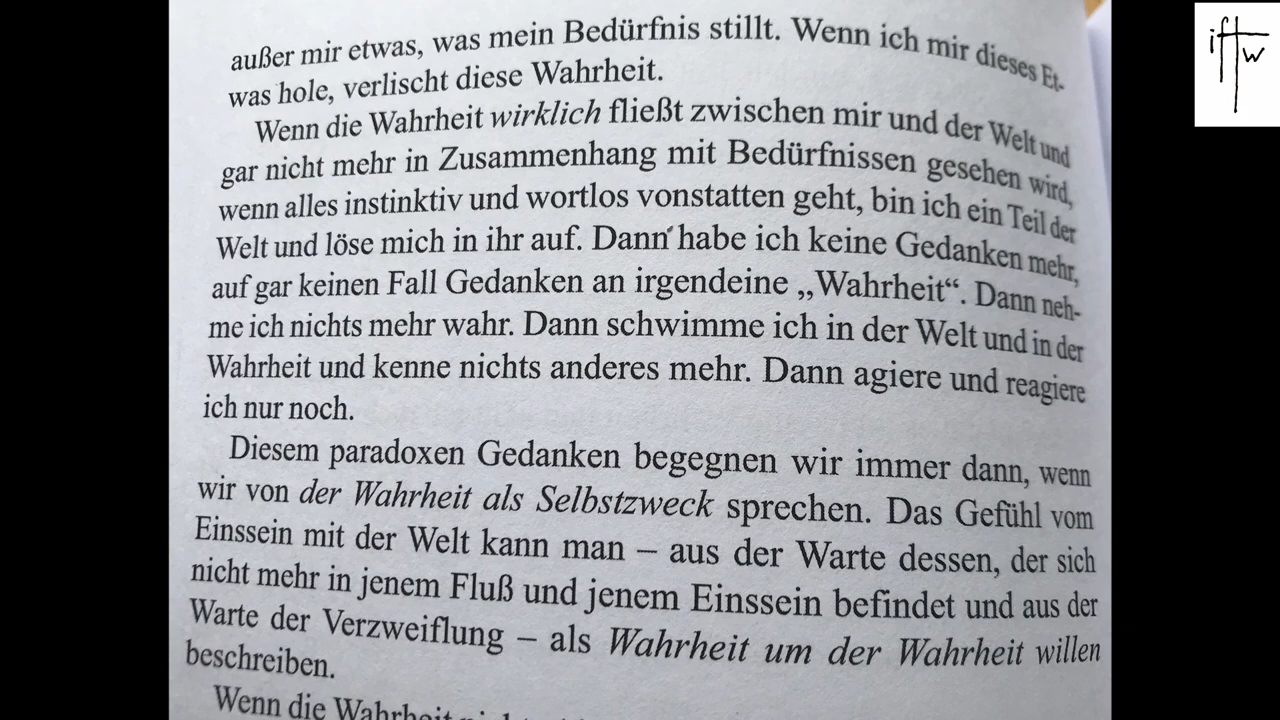 außer mir etwas, was mein Bedürfnis stillt. Wenn ich mir dieses Et-
was hole, verlischt diese Wahrheit.
Wenn die Wahrheit wirklich fließt zwischen mir und der Welt und
gar nicht mehr in Zusammenhang mit Bedürfnissen gesehen wird,
wenn alles instinktiv und wortlos vonstatten geht, bin ich ein Teil der
Welt und löse mich in ihr auf. Dann habe ich keine Gedanken mehr,
auf gar keinen Fall Gedanken an irgendeine „Wahrheit“. Dann neh-
me ich nichts mehr wahr. Dann schwimme ich in der Welt und in der
Wahrheit und kenne nichts anderes mehr. Dann agiere und reagiere
ich nur noch.
Diesem paradoxen Gedanken begegnen wir immer dann, wenn
wir von der Wahrheit als Selbstzweck sprechen. Das Gefühl vom
Einssein mit der Welt kann man – aus der Warte dessen, der sich
nicht mehr in jenem Fluß und jenem Einssein befindet und aus der
Warte der Verzweiflung – als Wahrheit um der Wahrheit willen
beschreiben.
Wenn die Wahrheit
iftw